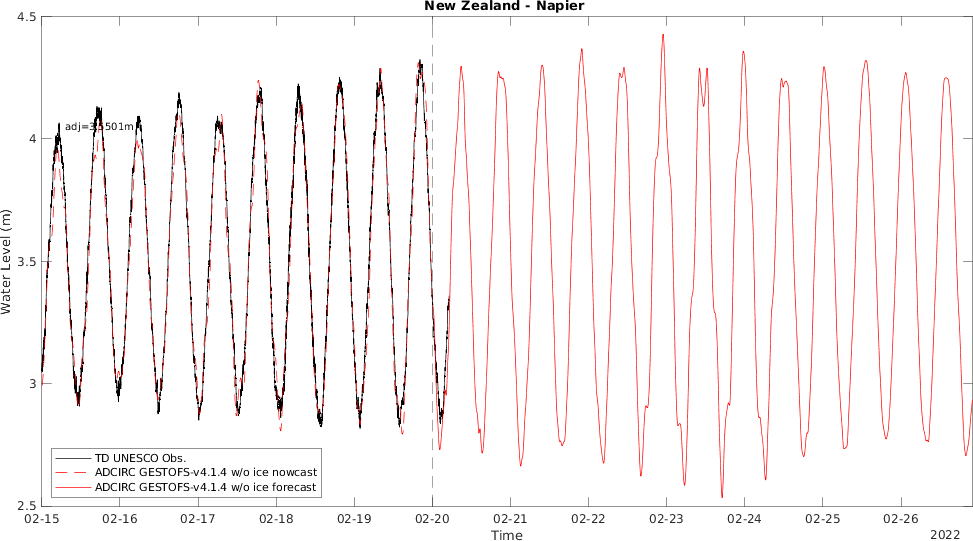 New Zealand - Napier
4.5
4
3.5
3
2.5
Water Level (m)
TD UNESCO Obs.
ADCIRC GESTOFS-v4.1.4 w/o ice nowcast
ADCIRC GESTOFS-v4.1.4 w/o ice forecast
02-15 02-16 02-17 02-18 02-19 02-20 02-21 02-22 02-23 02-24 02-25 02-26
Time
2022